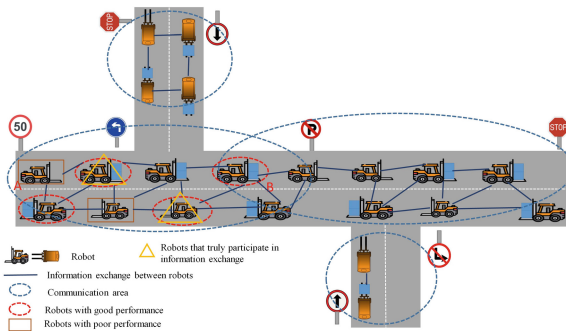 STOP
50
P
STOP
A
B
Robot
Robots that truly participate in
information exchange
Information exchange between robots
Communication area
Robots with good performance
Robots with poor performance